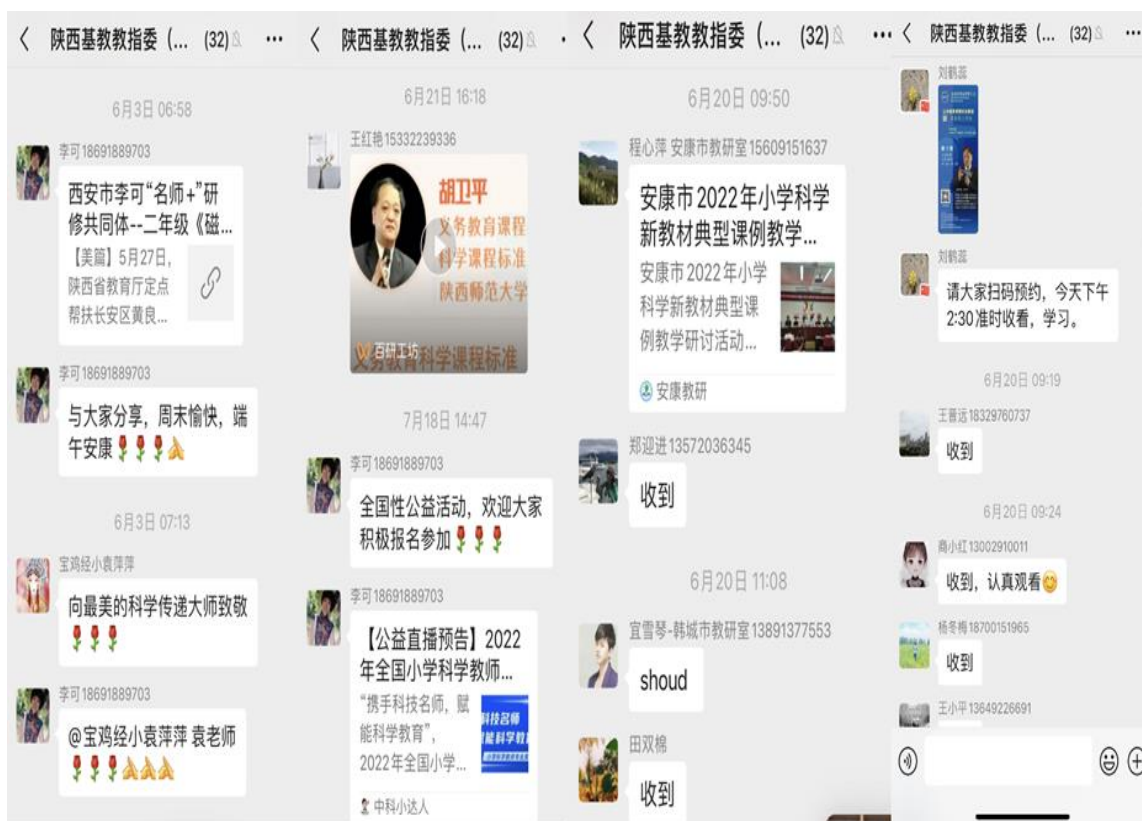 陕西基教教指委（... (32)
6月3日 06:58
李可18691889703
西安市李可“名师+”研
修共同体--二年级《磁...
【美篇】5月27日，
陕西省教育厅定点
帮扶长安区黄良...
李可18691889703
与大家分享，周末愉快，端
午安康🌹🌹🌹🙏
6月3日 07:13
宝鸡经小袁萍萍
向最美的科学传递大师致敬
🌹🌹🌹
李可18691889703
@宝鸡经小袁萍萍 袁老师
🌹🌹🌹🙏🙏🙏
陕西基教教指委（... (32)
6月21日 16:18
王红艳15332239336
胡卫平
义务教育课程
科学课程标准
陕西师范大学
百研工坊
义务教育科学课程标准
7月18日 14:47
李可18691889703
全国性公益活动，欢迎大家
积极报名参加🌹🌹🌹
李可18691889703
【公益直播预告】2022
年全国小学科学教师...
“携手科技名师，赋
能科学教育”，
2022年全国小学...
科技名师
能科学教
中科小达人
陕西基教教指委（... (32)
6月20日 09:50
程心萍 安康市教研室15609151637
安康市2022年小学科学
新教材典型课例教学...
安康市2022年小学
科学新教材典型课
例教学研讨活动...
安康教研
郑迎进13572036345
收到
6月20日 11:08
宜雪琴-韩城市教研室13891377553
shoud
田双棉
收到
陕西基教教指委（... (32)
刘鹤蕊
刘鹤蕊
请大家扫码预约，今天下午
2:30准时收看，学习。
6月20日 09:19
王晋远18329760737
收到
6月20日 09:24
商小红13002910011
收到，认真观看😊
杨冬梅18700151965
收到
王小平13649226691